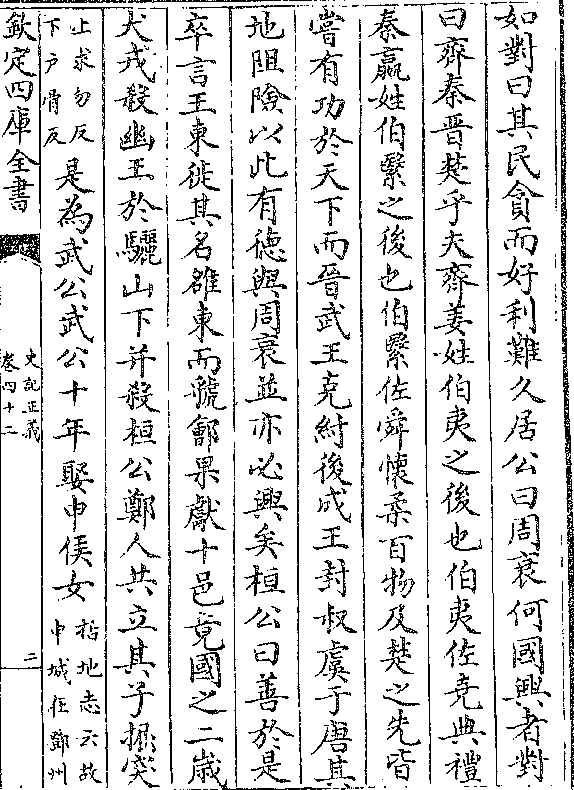 如對曰其民貪而好利難久居公曰周衰何國興者對
曰齊秦晉楚乎夫齊姜姓伯夷之後也伯夷佐堯典禮
秦嬴姓伯繄之後也伯繄佐舜懷柔百物及楚之先皆
嘗有功於天下而晉武王克紂後成王封叔虞于唐其
地阻險以此有德與周衰並亦必興矣桓公曰善於是
卒言王東徙其名雒東而虢鄶果獻十邑竟國之二歳
犬戎殺幽王於驪山下并殺桓公鄭人共立其子掘突
上求勿反
下户骨反
是為武公武公十年娶申侯女
括地志云故
申城在鄧州
欽定四庫全書
史記正義
卷四十二
二